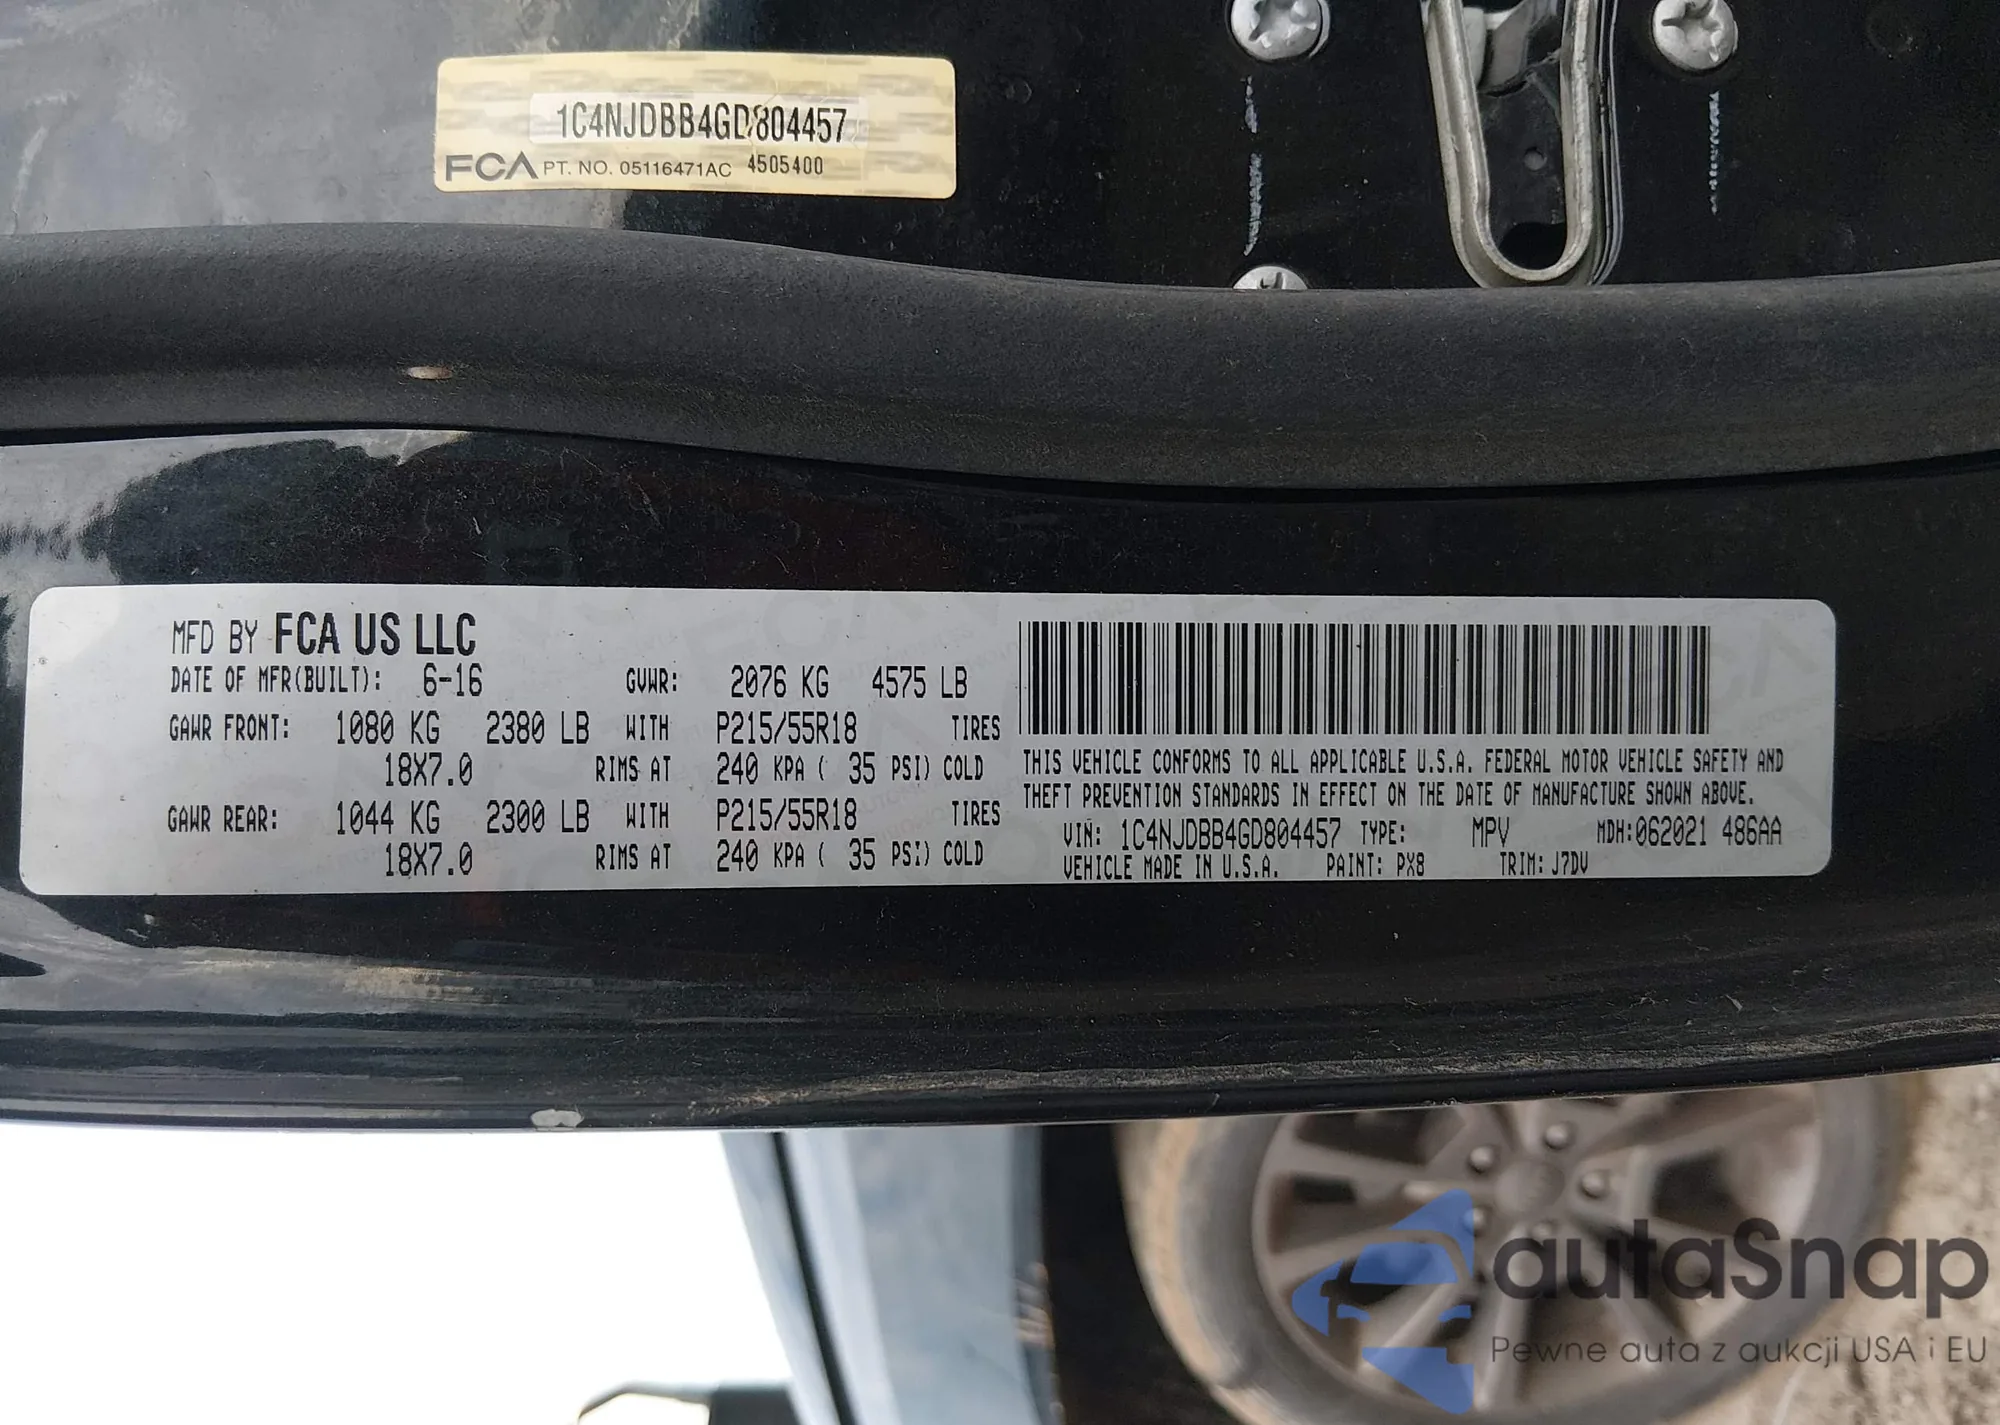 1C4NJDBB4GD804457
FCA PT. NO. 05116471AC 4505400
MFD BY FCA US LLC
DATE OF MFR(BUILT): 6-16 GVWR: 2076 KG 4575 LB
GAWR FRONT: 1080 KG 2380 LB WITH P215/55R18 TIRES
18X7.0 RIMS AT 240 KPA ( 35 PSI) COLD
GAWR REAR: 1044 KG 2300 LB WITH P215/55R18 TIRES
18X7.0 RIMS AT 240 KPA ( 35 PSI) COLD
THIS VEHICLE CONFORMS TO ALL APPLICABLE U.S.A. FEDERAL MOTOR VEHICLE SAFETY AND
THEFT PREVENTION STANDARDS IN EFFECT ON THE DATE OF MANUFACTURE SHOWN ABOVE.
VIN: 1C4NJDBB4GD804457 TYPE: MPV MDH:062021 486AA
VEHICLE MADE IN U.S.A. PAINT: PX8 TRIM: J7DV
autaSnap
Pewne auta z aukcji USA i EU